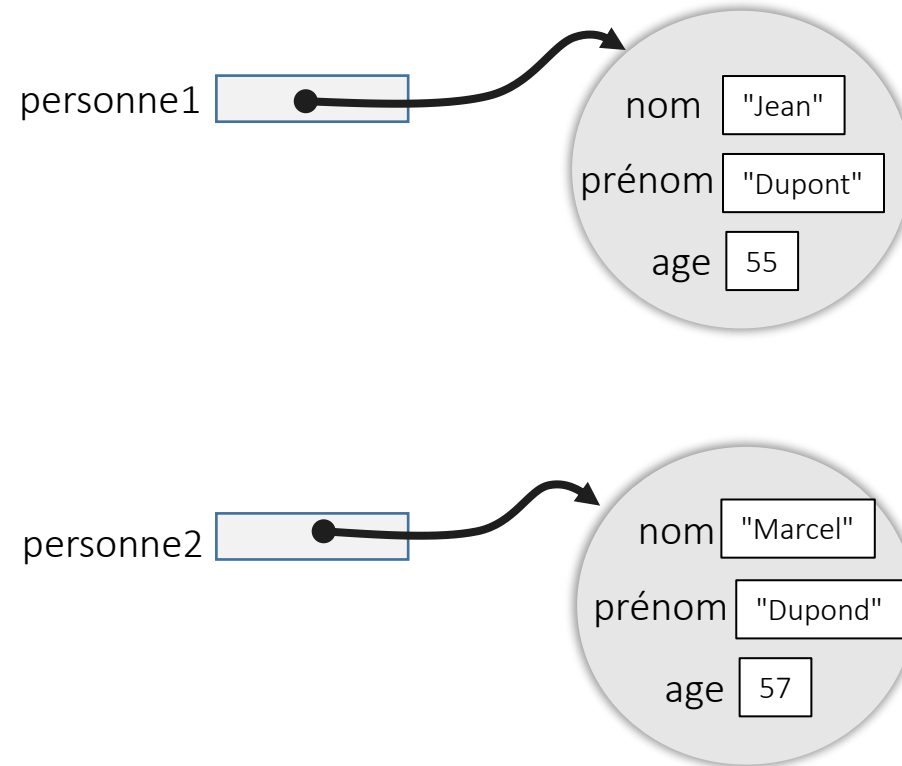 personne1
nom "Jean"
prénom "Dupont"
age 55
personne2
nom "Marcel"
prénom "Dupond"
age 57